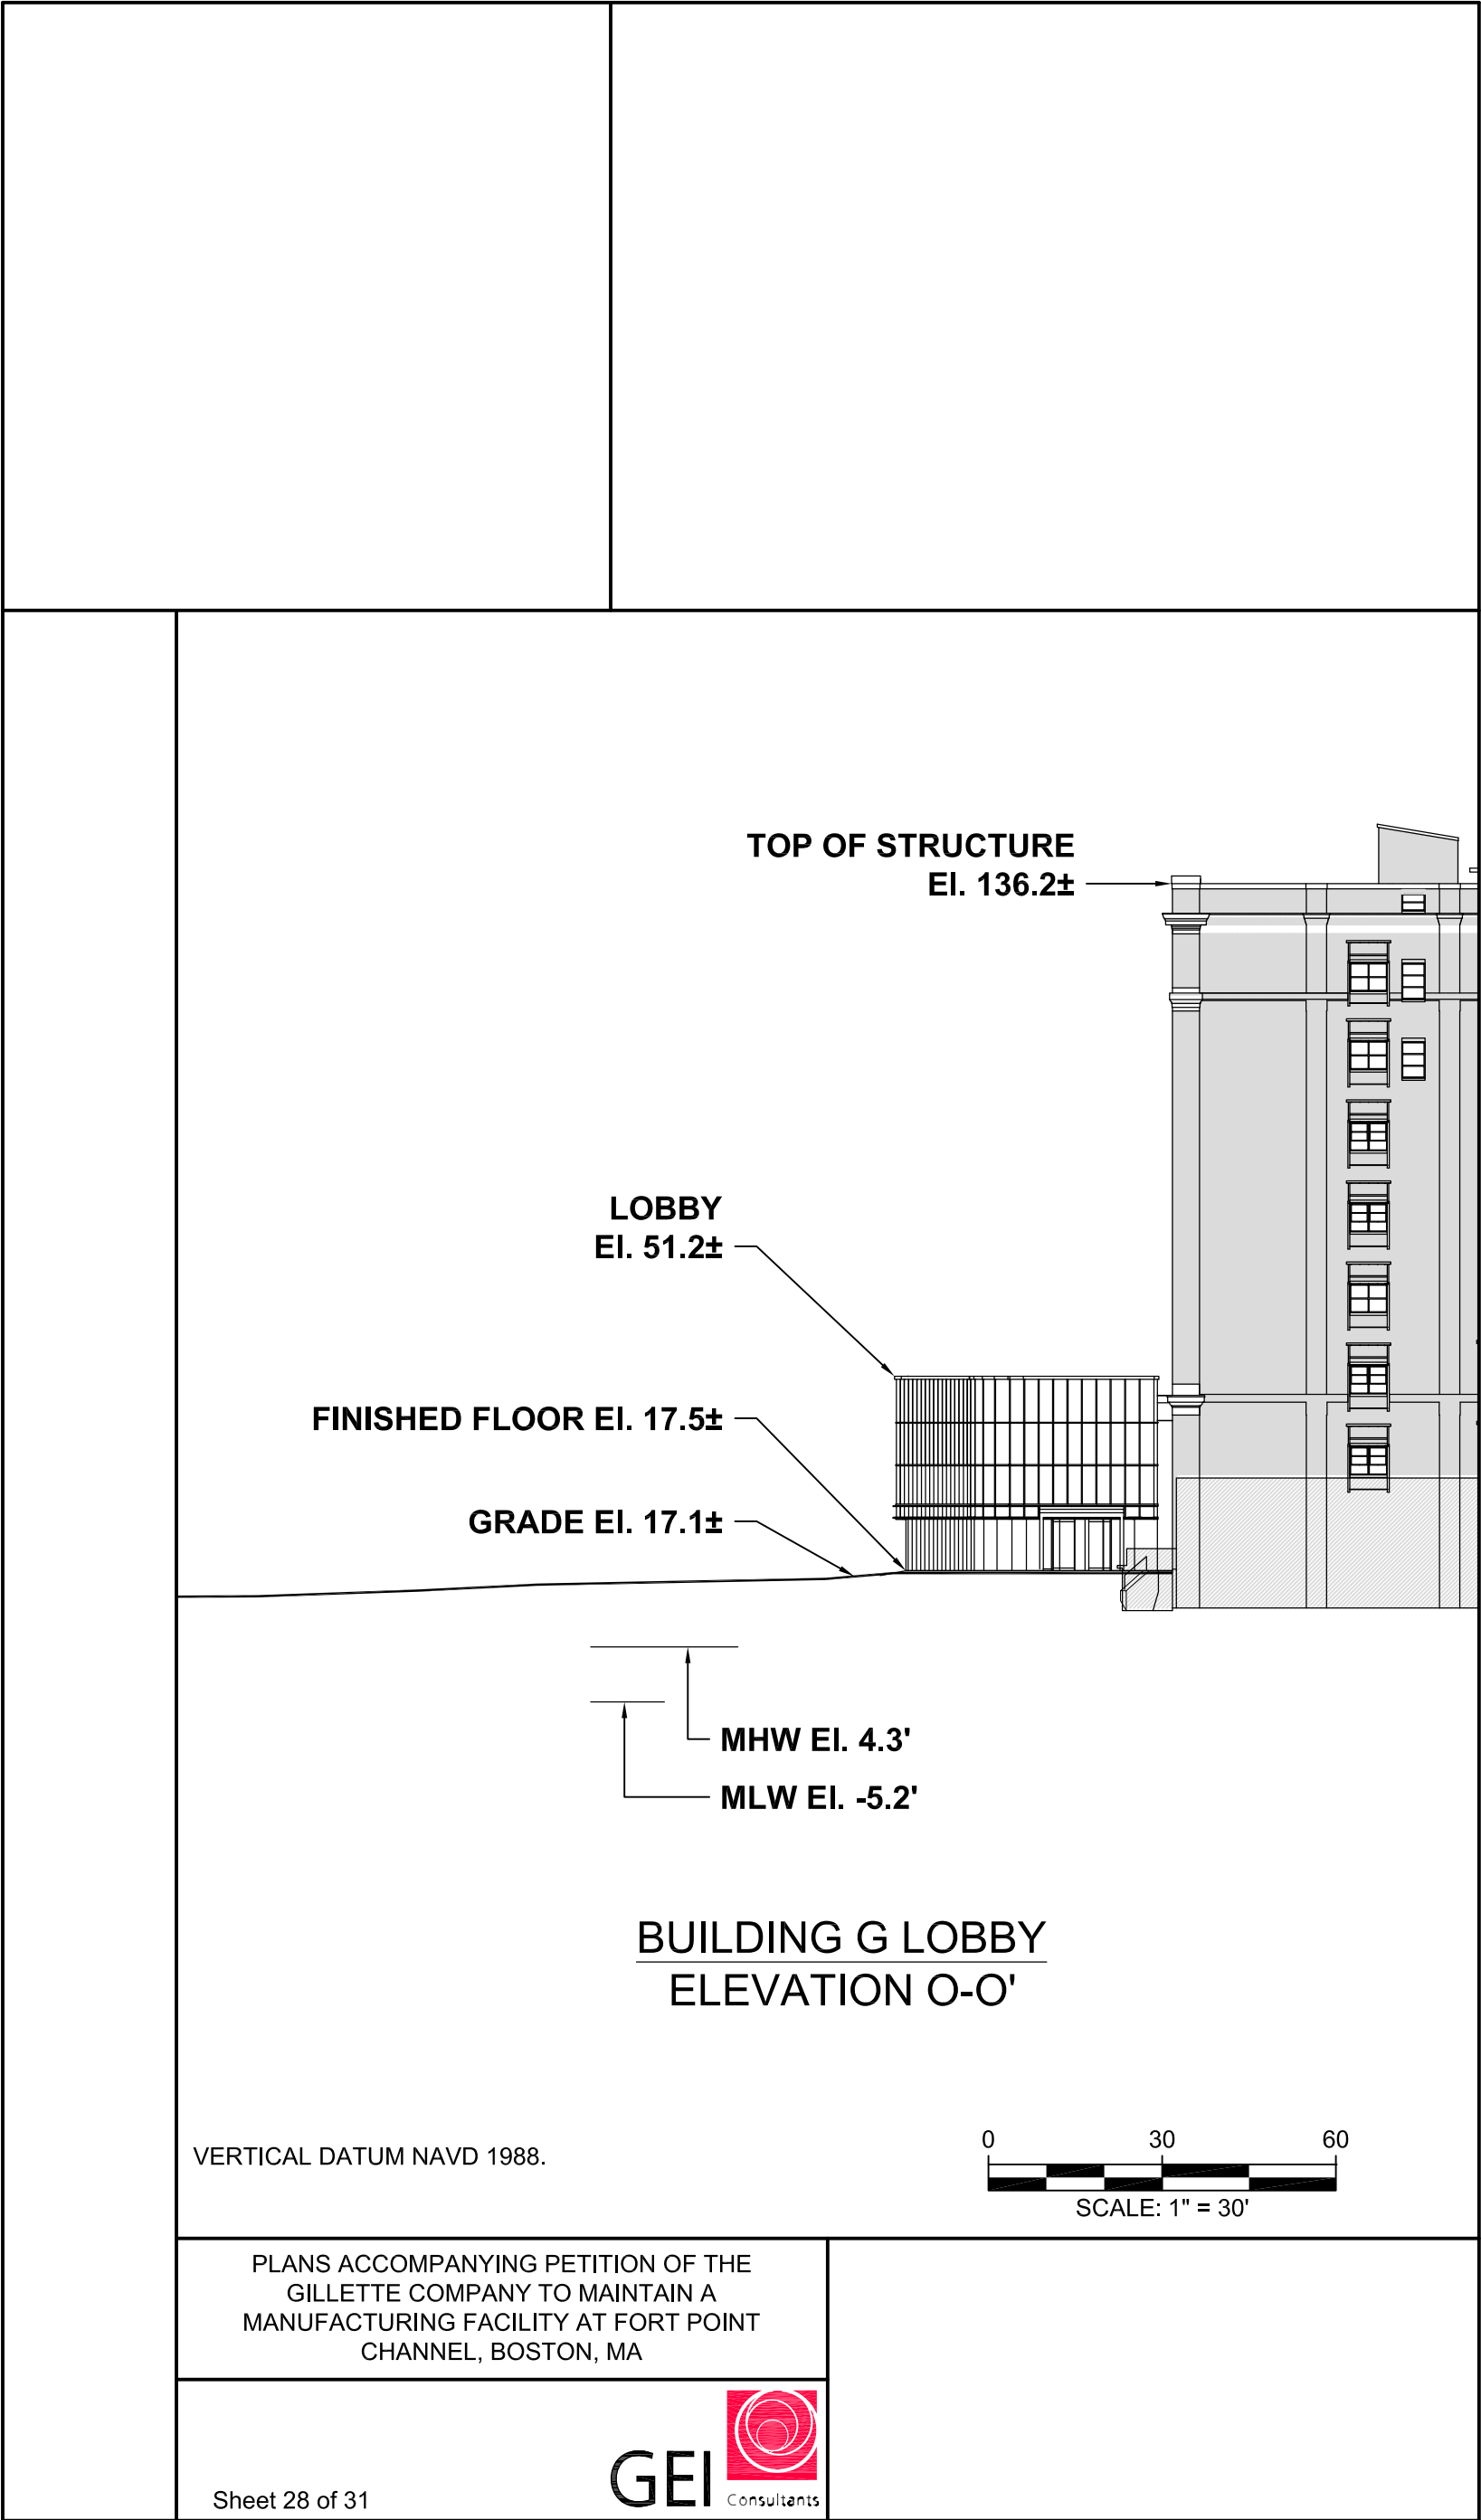 TOP OF STRUCTURE
El. 136.2±
LOBBY
El. 51.2±
FINISHED FLOOR El. 17.5±
GRADE El. 17.1±
MHW El. 4.3'
MLW El. -5.2'
BUILDING G LOBBY
ELEVATION O-O'
VERTICAL DATUM NAVD 1988.
0 30 60
SCALE: 1" = 30'
PLANS ACCOMPANYING PETITION OF THE
GILLETTE COMPANY TO MAINTAIN A
MANUFACTURING FACILITY AT FORT POINT
CHANNEL, BOSTON, MA
Sheet 28 of 31
GEI
Consultants